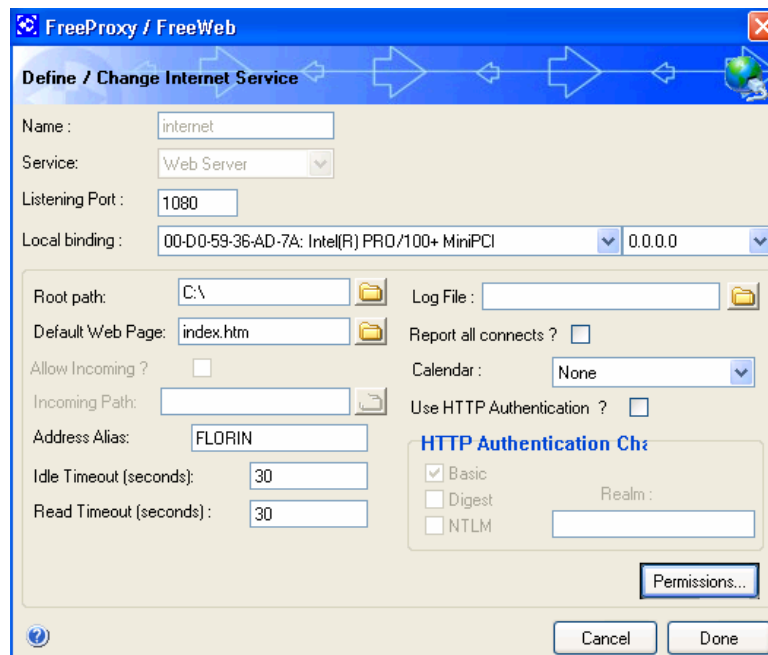 FreeProxy / FreeWeb
Define / Change Internet Service
Name : internet
Service: Web Server
Listening Port : 1080
Local binding : 00-D0-59-36-AD-7A: Intel(R) PRO/100+ MiniPCI 0.0.0.0
Root path: C:\
Default Web Page: index.htm
Allow Incoming ?
Incoming Path:
Address Alias: FLORIN
Idle Timeout (seconds): 30
Read Timeout (seconds) : 30
Log File :
Report all connects ?
Calendar : None
Use HTTP Authentication ?
HTTP Authentication Cha
Basic
Digest
NTLM
Realm :
Permissions...
Cancel
Done